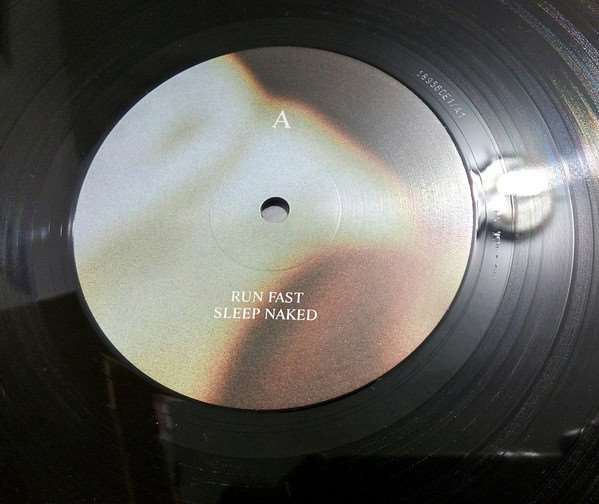 A
RUN FAST
SLEEP NAKED